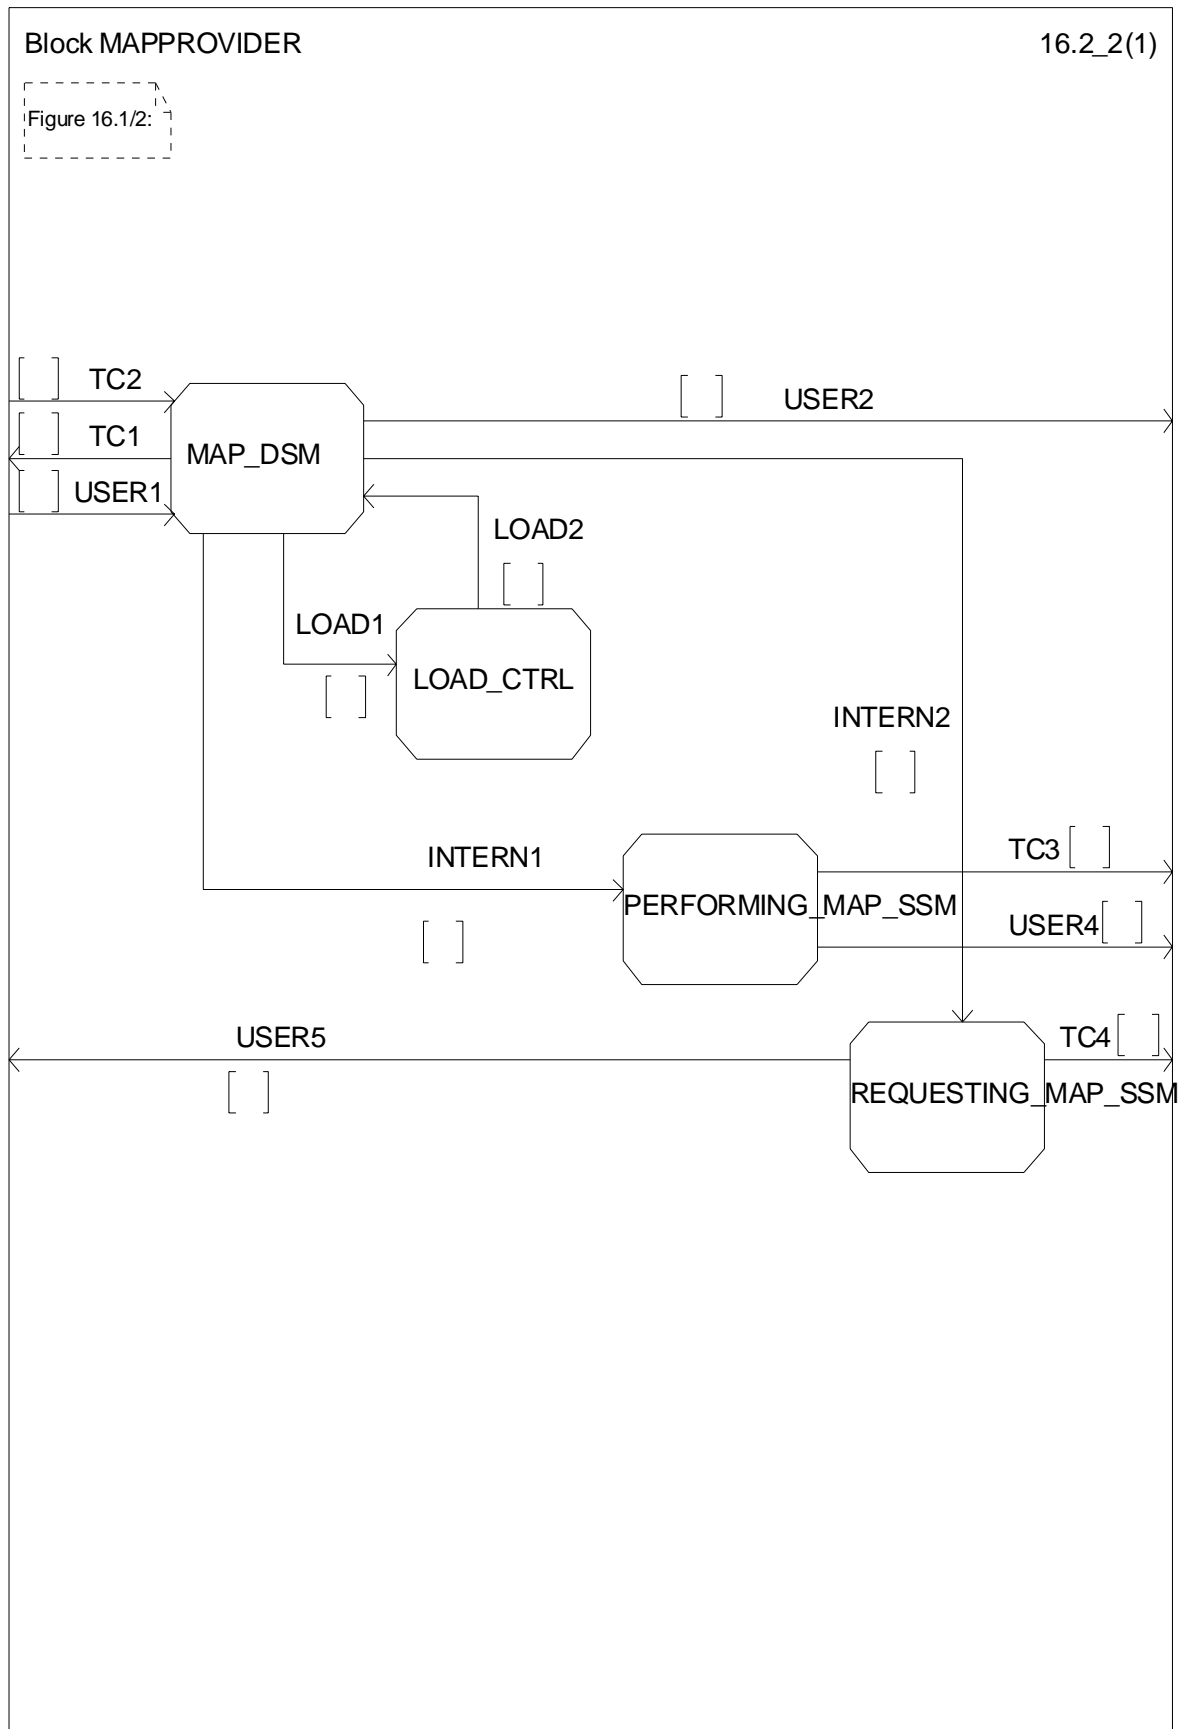 Block MAPPROVIDER
16.2_2(1)
Figure 16.1/2:
TC2
USER2
TC1
MAP_DSM
USER1
LOAD2
LOAD1
LOAD_CTRL
INTERN2
INTERN1
TC3
PERFORMING_MAP_SSM
USER4
USER5
TC4
REQUESTING_MAP_SSM